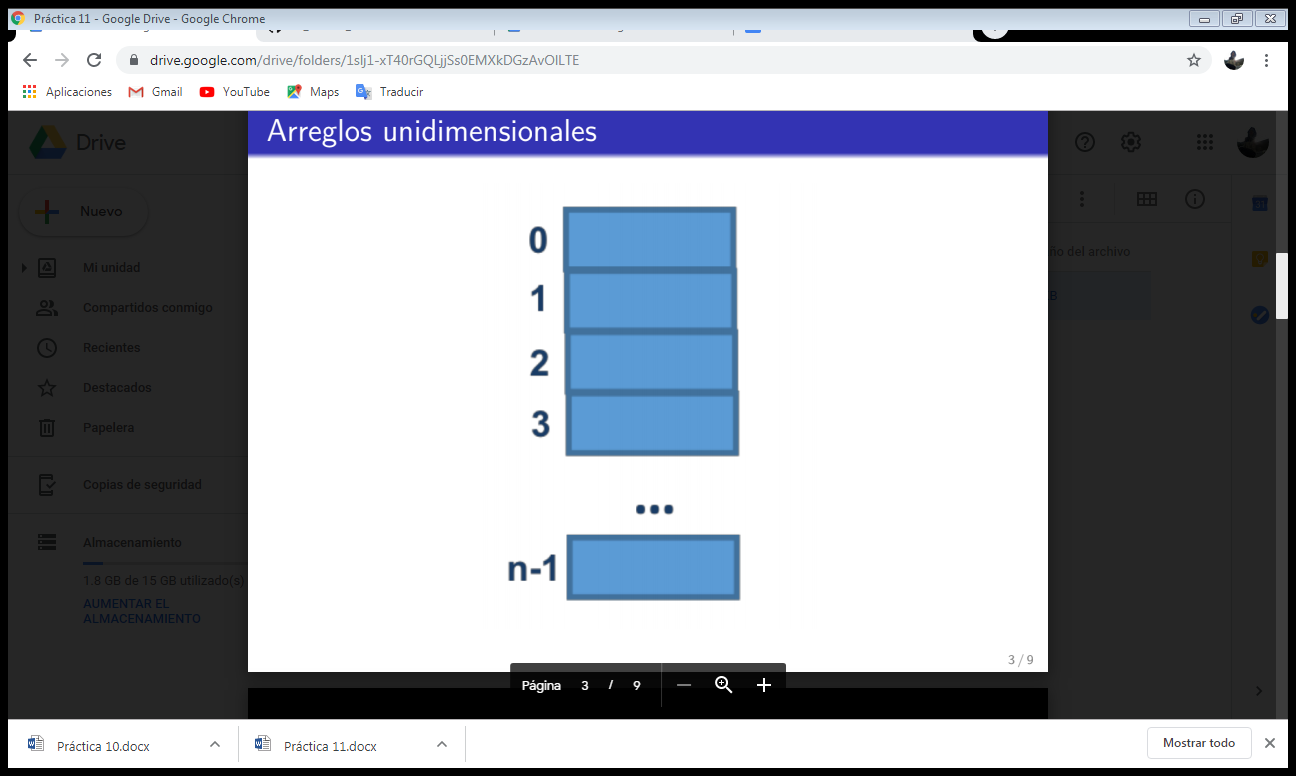 Práctica 11 - Google Drive - Google Chrome
drive.google.com/drive/folders/1slj1-xT40rGQLjjSs0EMXkDGzAvOILTE
Aplicaciones Gmail YouTube Maps Traducir
Arreglos unidimensionales
Drive
Nuevo
Mi unidad
Compartidos conmigo
Recientes
Destacados
Papelera
Copias de seguridad
Almacenamiento
1.8 GB de 15 GB utilizado(s)
AUMENTAR EL
ALMACENAMIENTO
0
1
2
3
...
n-1
3 / 9
del archivo
31
Página 3 / 9
Práctica 10.docx Práctica 11.docx Mostrar todo